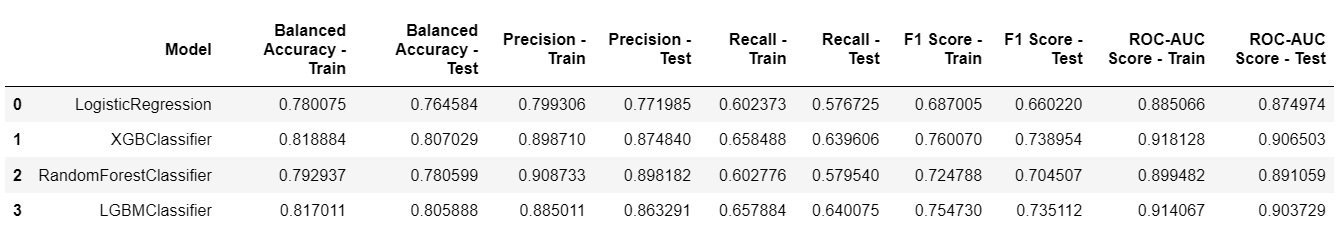 Model Balanced Accuracy - Train Balanced Accuracy - Test Precision - Train Precision - Test Recall - Train Recall - Test F1 Score - Train F1 Score - Test ROC-AUC Score - Train ROC-AUC Score - Test
0 LogisticRegression 0.780075 0.764584 0.799306 0.771985 0.602373 0.576725 0.687005 0.660220 0.885066 0.874974
1 XGBClassifier 0.818884 0.807029 0.898710 0.874840 0.658488 0.639606 0.760070 0.738954 0.918128 0.906503
2 RandomForestClassifier 0.792937 0.780599 0.908733 0.898182 0.602776 0.579540 0.724788 0.704507 0.899482 0.891059
3 LGBMClassifier 0.817011 0.805888 0.885011 0.863291 0.657884 0.640075 0.754730 0.735112 0.914067 0.903729